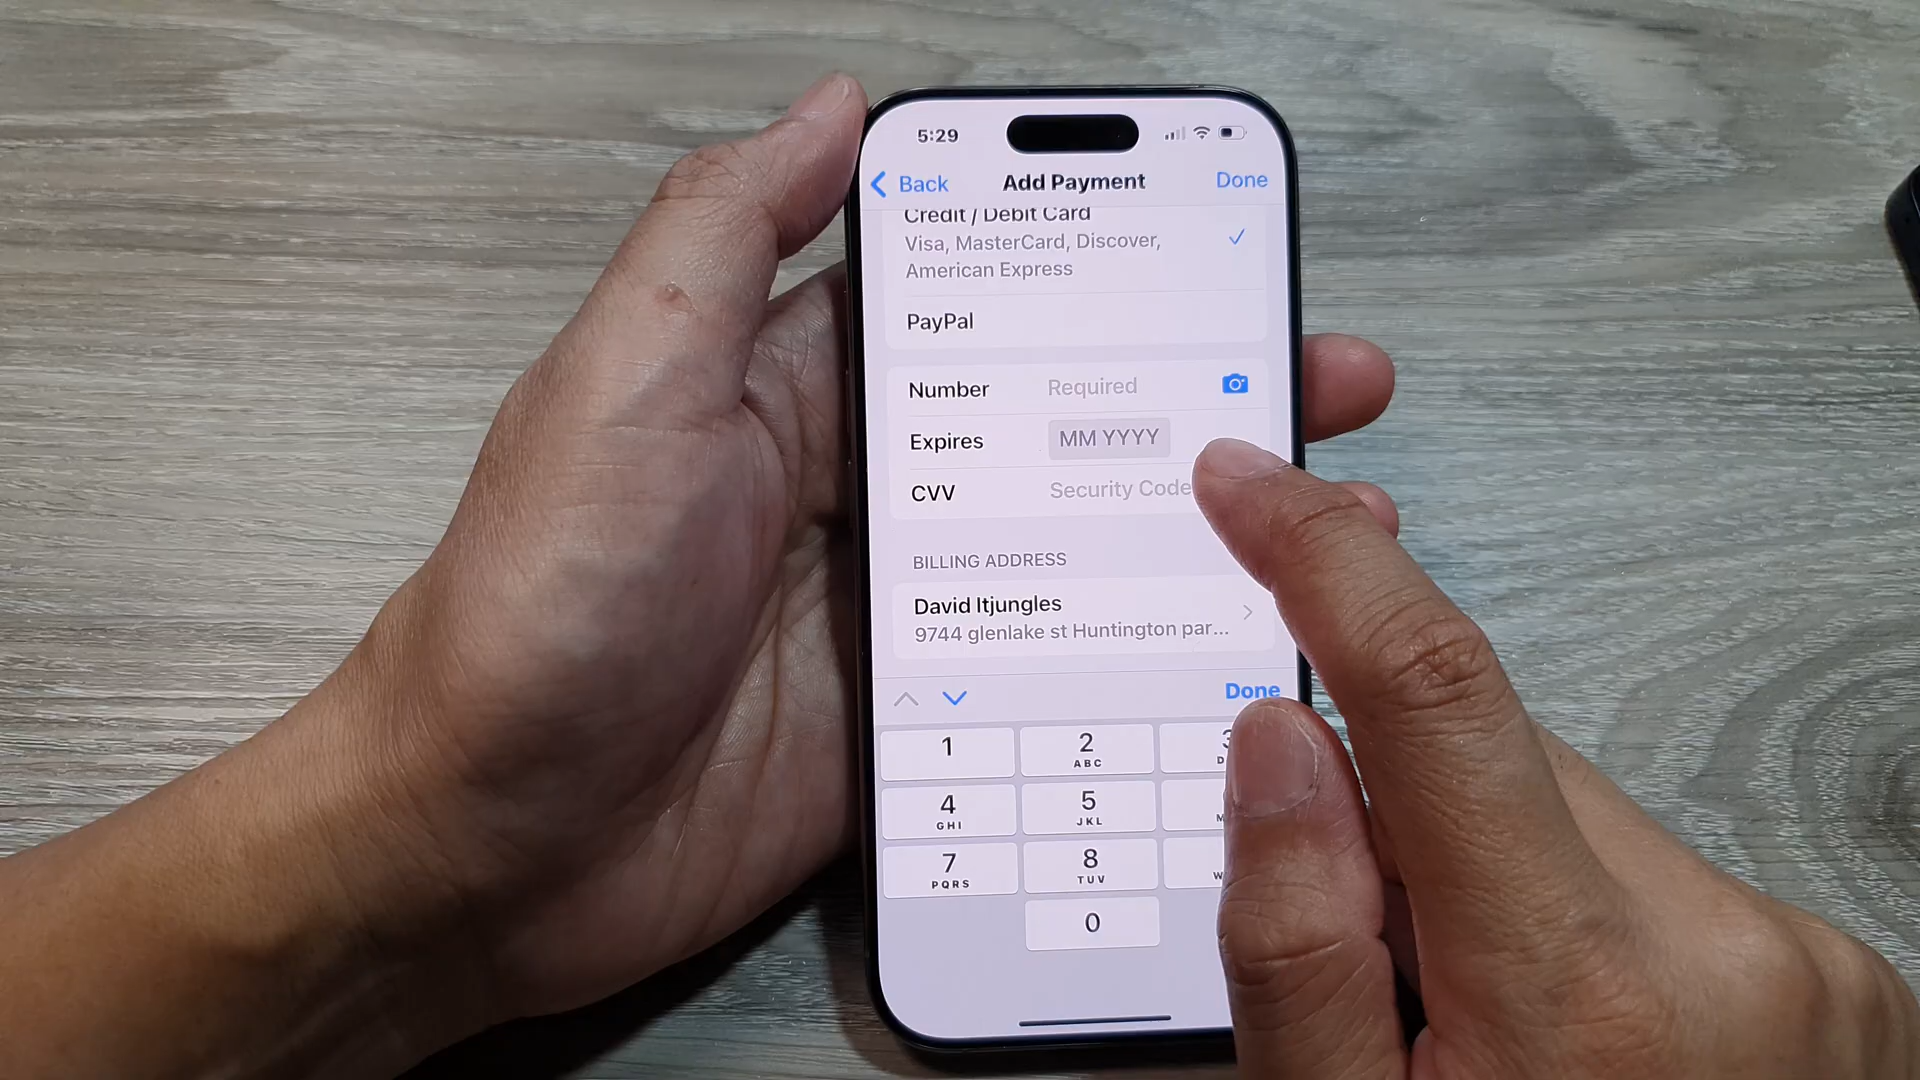 5:29
Back Add Payment Done
Credit / Debit Card
Visa, MasterCard, Discover,
American Express
PayPal
Number Required
Expires MM YYYY
CVV Security Code
BILLING ADDRESS
David Itjungles
9744 glenlake st Huntington par...
Done
1 2 3
ABC
4 5
GHI JKL
7 8
PQRS TUV
0